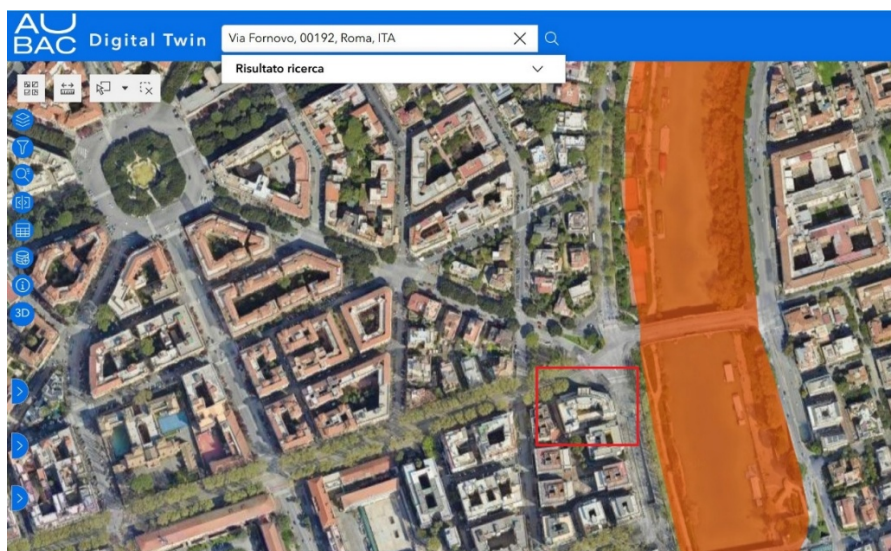 AU
BAC Digital Twin
Via Fornovo, 00192, Roma, ITA
Risultato ricerca
3D